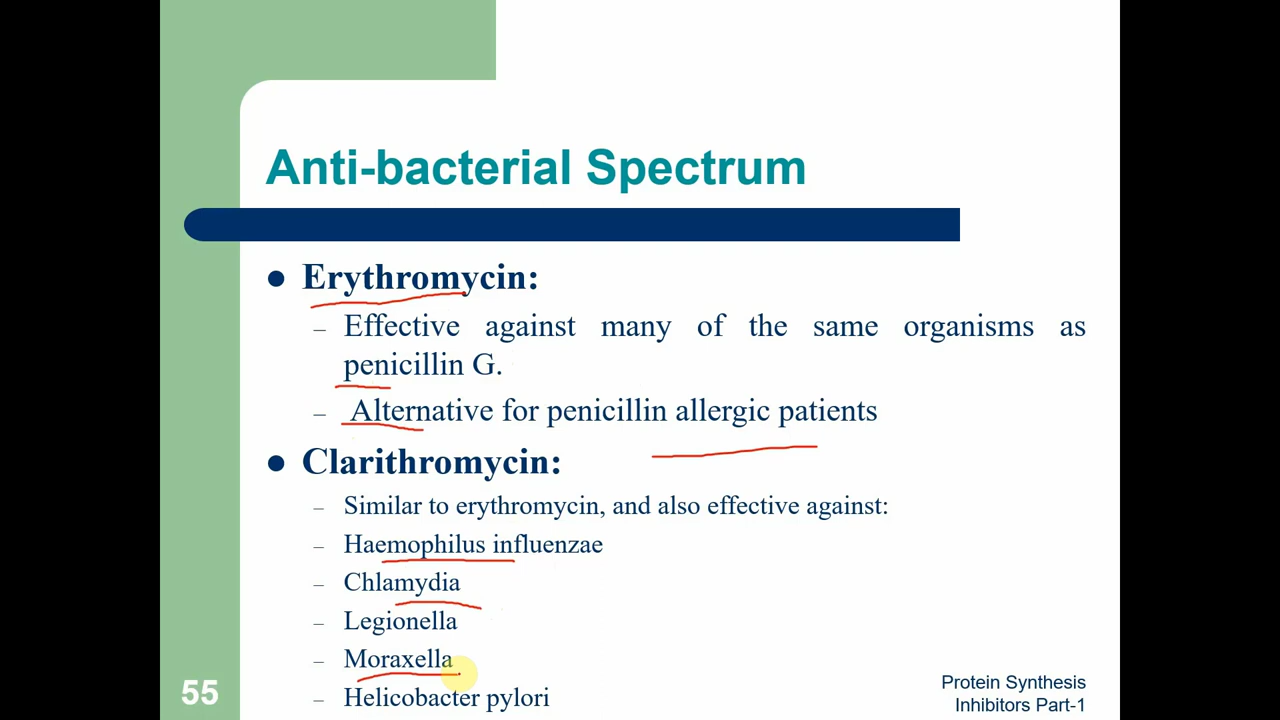 Anti-bacterial Spectrum
● Erythromycin:
– Effective against many of the same organisms as
penicillin G.
– Alternative for penicillin allergic patients
● Clarithromycin:
– Similar to erythromycin, and also effective against:
– Haemophilus influenzae
– Chlamydia
– Legionella
– Moraxella
– Helicobacter pylori
55
Protein Synthesis
Inhibitors Part-1